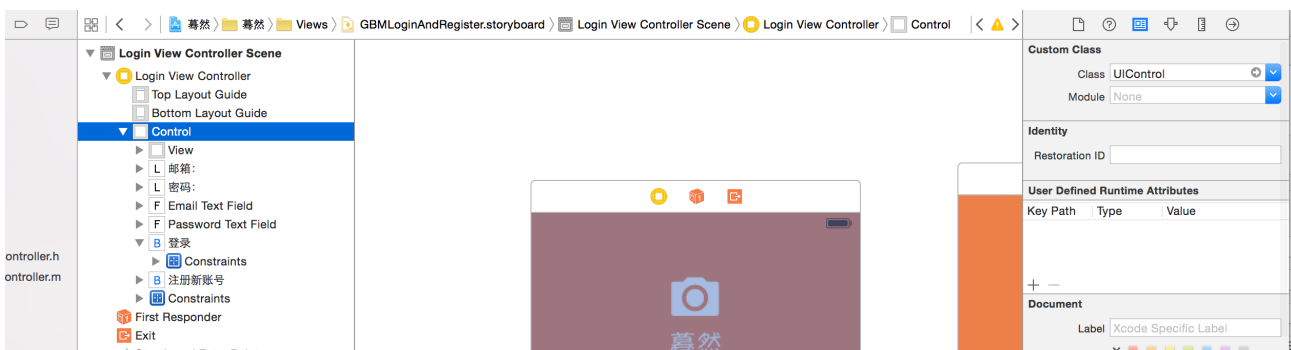 蓦然 蓦然 Views GBMLoginAndRegister.storyboard Login View Controller Scene Login View Controller Control
Login View Controller Scene
Login View Controller
Top Layout Guide
Bottom Layout Guide
Control
View
L 邮箱:
L 密码:
F Email Text Field
F Password Text Field
B 登录
Constraints
B 注册新账号
Constraints
First Responder
Exit
ontroller.h
ontroller.m
蓦然
Custom Class
Class UIControl
Module None
Identity
Restoration ID
User Defined Runtime Attributes
Key Path Type Value
Document
Label Xcode Specific Label